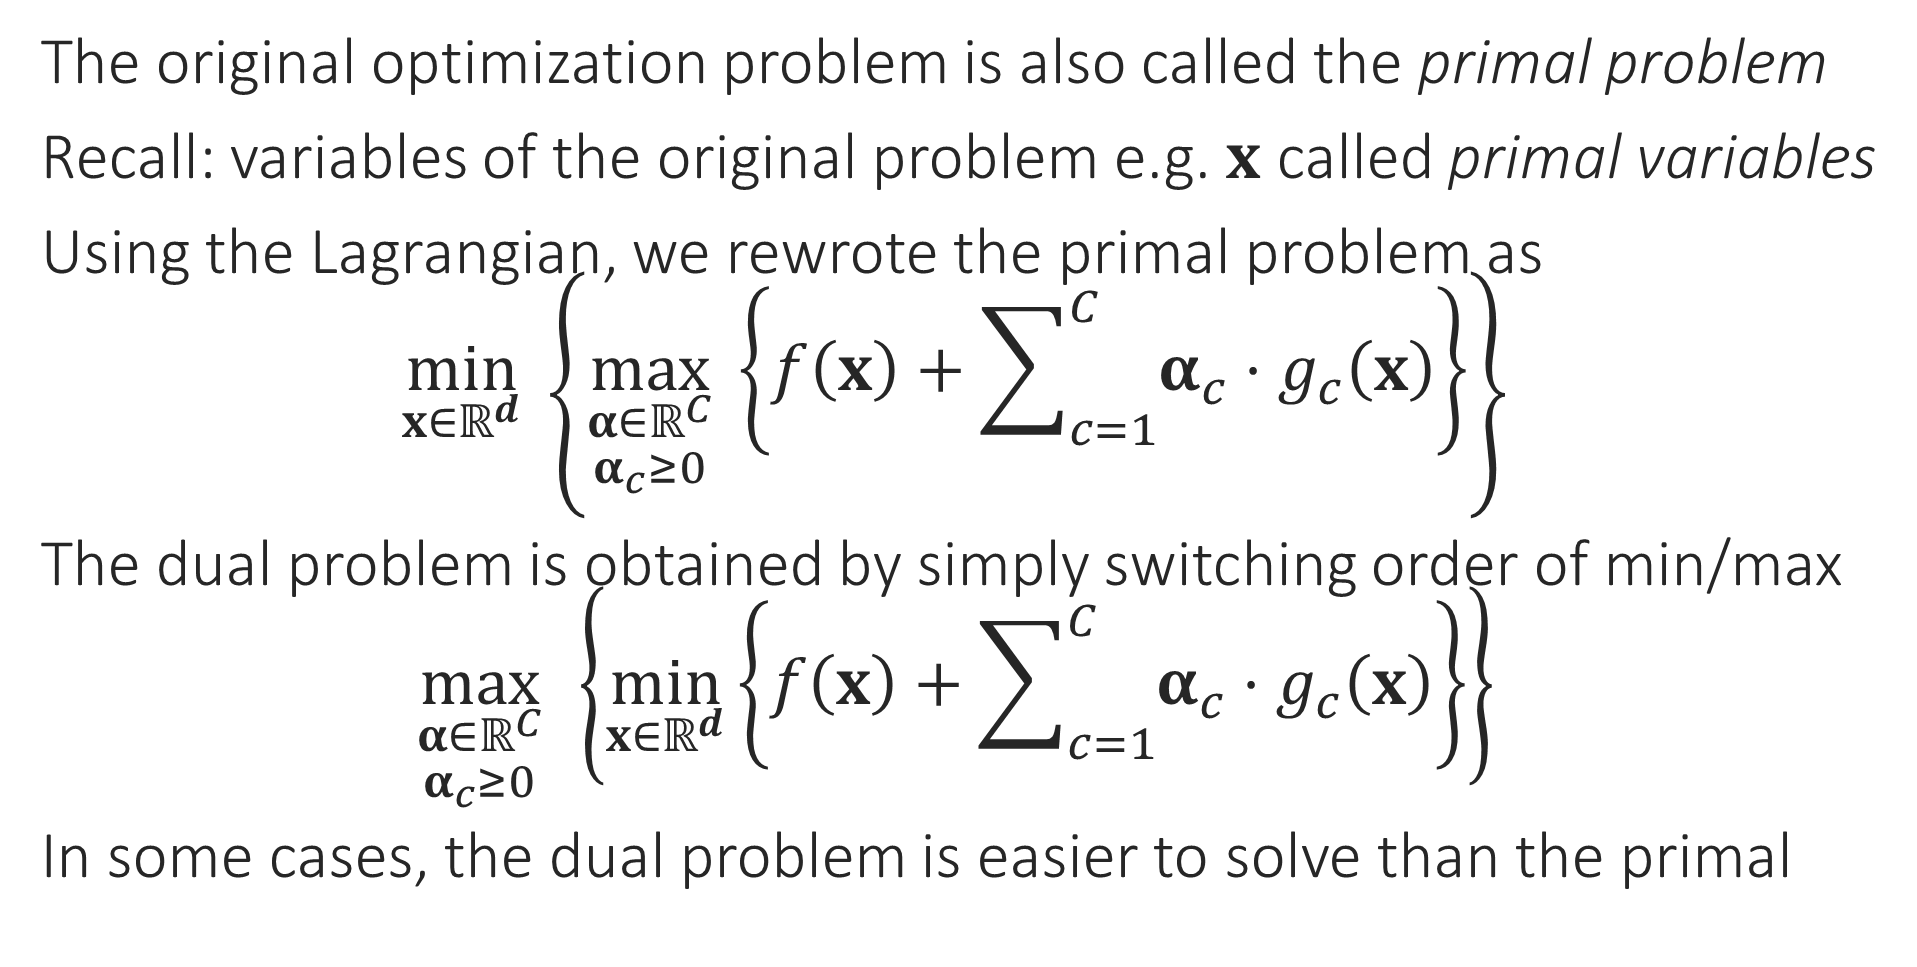 The original optimization problem is also called the primal problem
Recall: variables of the original problem e.g. 𝐱 called primal variables
Using the Lagrangian, we rewrote the primal problem as
min_{𝐱∈ℝ^d} { max_{𝛂∈ℝ^C, 𝛂_c≥0} { f(𝐱) + ∑_{c=1}^{C} 𝛂_c · g_c(𝐱) } }
The dual problem is obtained by simply switching order of min/max
max_{𝛂∈ℝ^C, 𝛂_c≥0} { min_{𝐱∈ℝ^d} { f(𝐱) + ∑_{c=1}^{C} 𝛂_c · g_c(𝐱) } }
In some cases, the dual problem is easier to solve than the primal